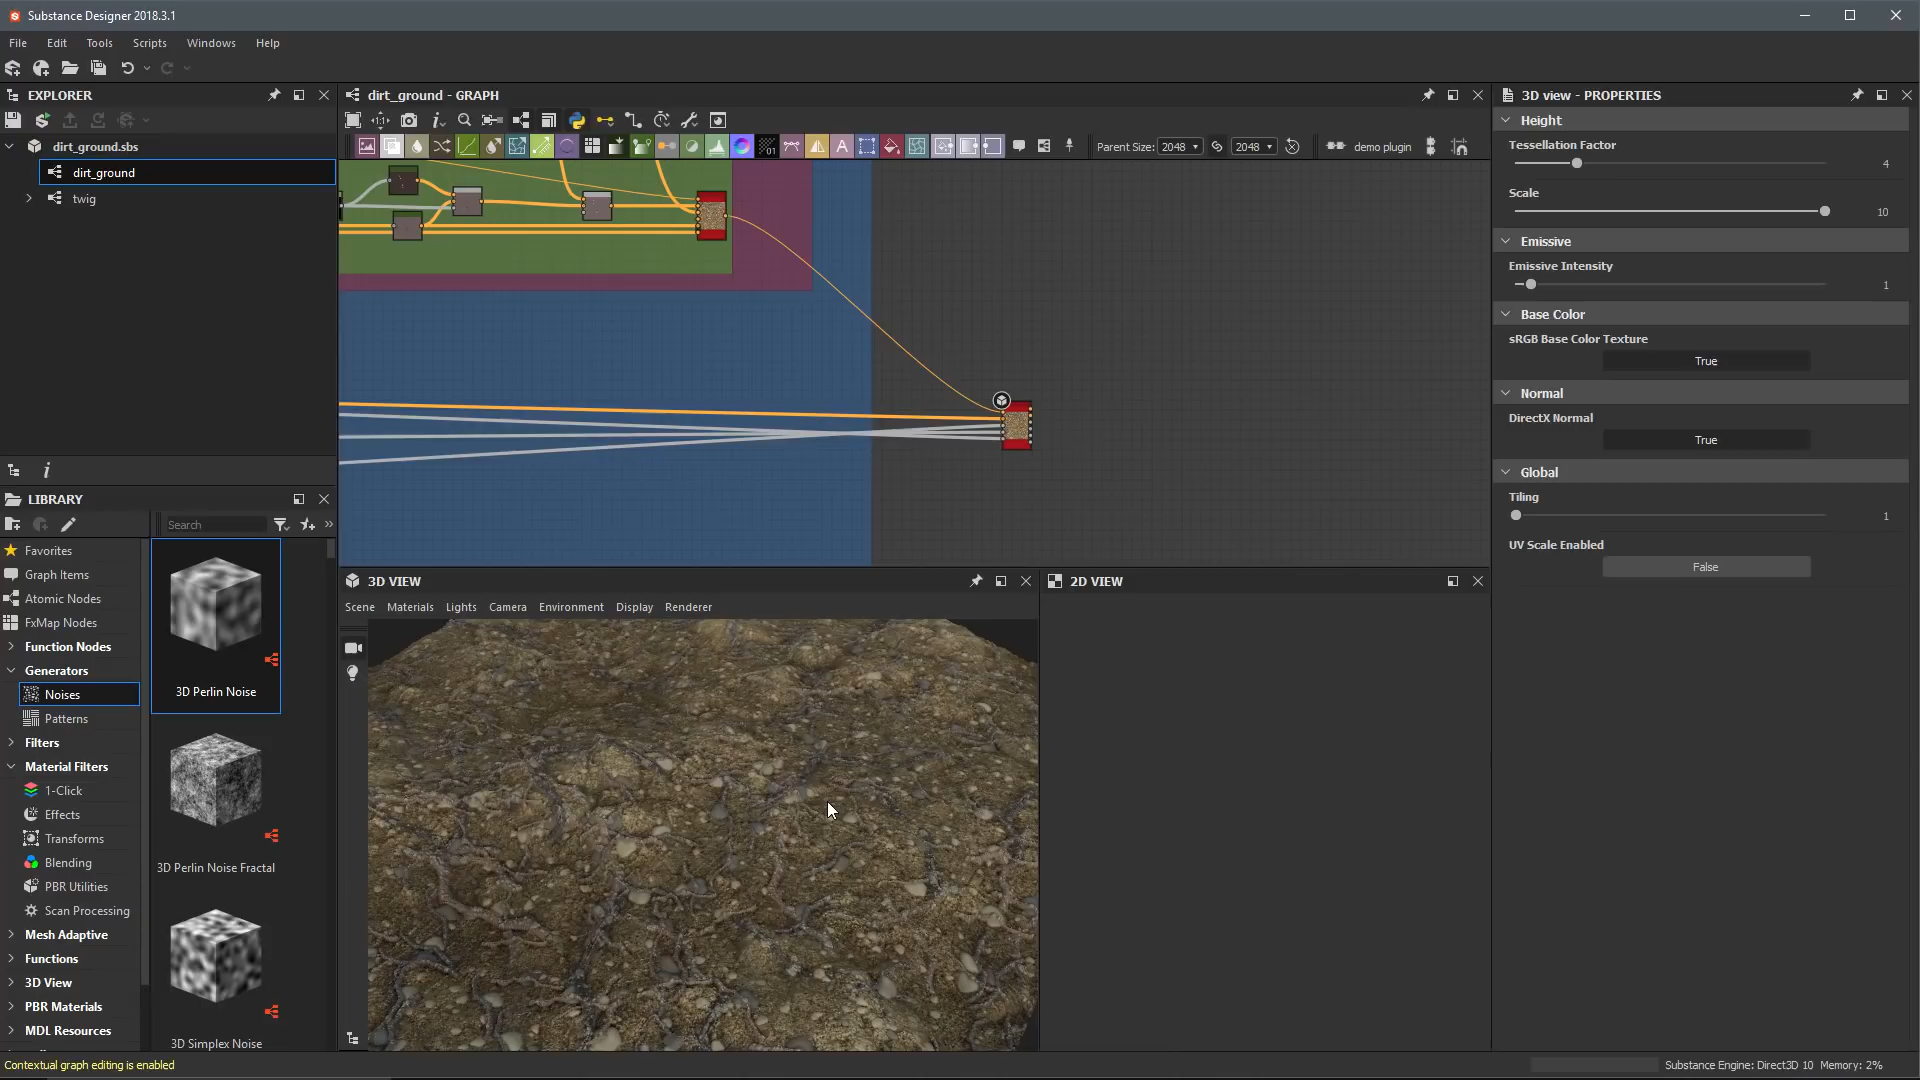 Substance Designer 2018.3.1
File Edit Tools Scripts Windows Help
EXPLORER
dirt_ground.sbs
dirt_ground
twig
LIBRARY
Search
Favorites
Graph Items
Atomic Nodes
FxMap Nodes
Function Nodes
Generators
Noises
Patterns
Filters
Material Filters
1-Click
Effects
Transforms
Blending
PBR Utilities
Scan Processing
Mesh Adaptive
Functions
3D View
PBR Materials
MDL Resources
3D Perlin Noise
3D Perlin Noise Fractal
3D Simplex Noise
dirt_ground - GRAPH
Parent Size: 2048 2048 demo plugin
3D VIEW
Scene Materials Lights Camera Environment Display Renderer
2D VIEW
3D view - PROPERTIES
Height
Tessellation Factor
4
Scale
10
Emissive
Emissive Intensity
1
Base Color
sRGB Base Color Texture
True
Normal
DirectX Normal
True
Global
Tiling
1
UV Scale Enabled
False
Contextual graph editing is enabled
Substance Engine: Direct3D 10 Memory: 2%